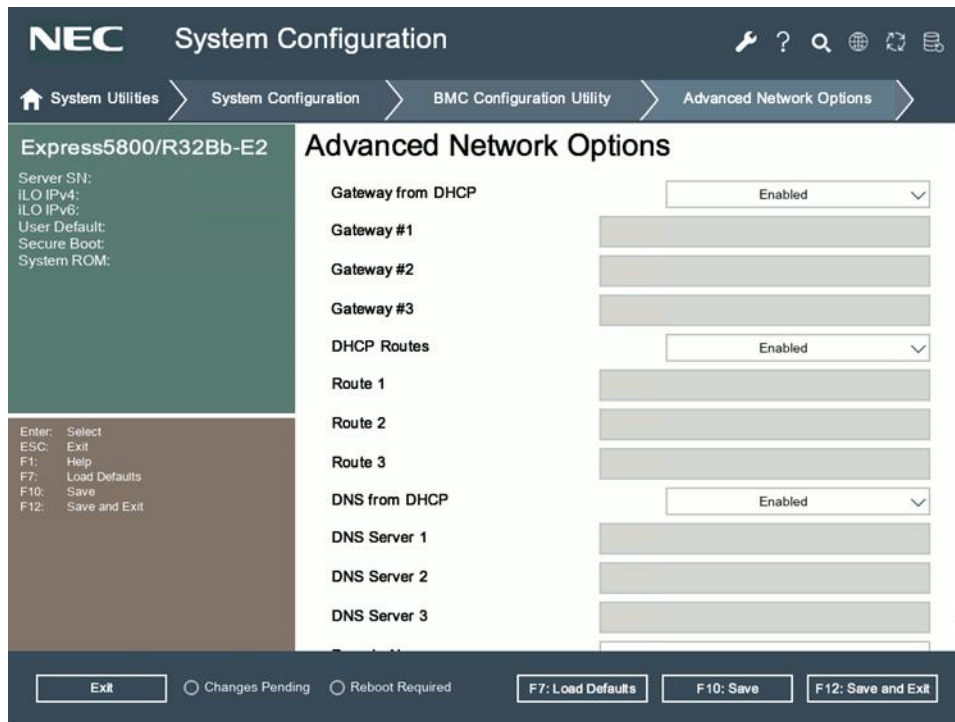 NEC System Configuration
System Utilities
System Configuration
BMC Configuration Utility
Advanced Network Options
Express5800/R32Bb-E2
Server SN:
iLO IPv4:
iLO IPv6:
User Default:
Secure Boot:
System ROM:
Enter: Select
ESC: Exit
F1: Help
F7: Load Defaults
F10: Save
F12: Save and Exit
Advanced Network Options
Gateway from DHCP Enabled
Gateway #1
Gateway #2
Gateway #3
DHCP Routes Enabled
Route 1
Route 2
Route 3
DNS from DHCP Enabled
DNS Server 1
DNS Server 2
DNS Server 3
Exit
Changes Pending
Reboot Required
F7: Load Defaults
F10: Save
F12: Save and Exit